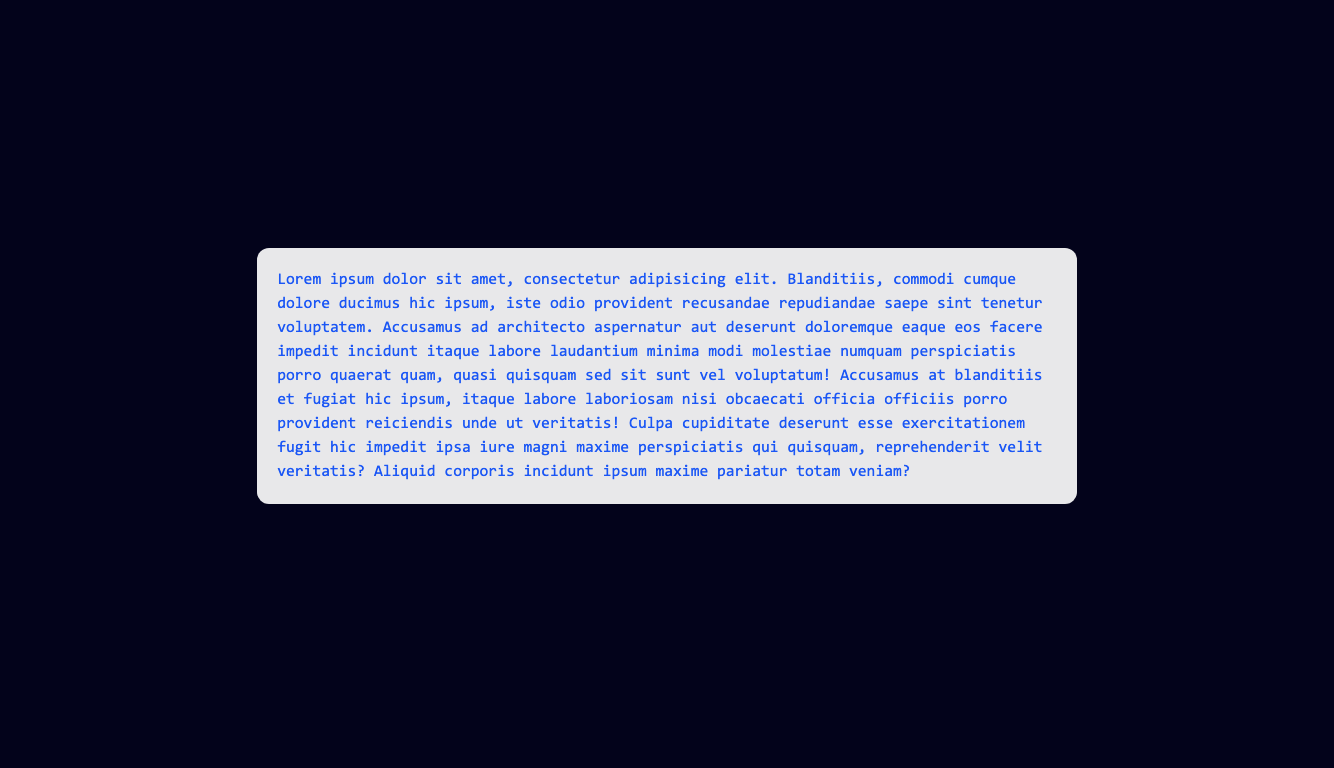 Lorem ipsum dolor sit amet, consectetur adipisicing elit. Blanditiis, commodi cumque
dolore ducimus hic ipsum, iste odio provident recusandae repudiandae saepe sint tenetur
voluptatem. Accusamus ad architecto aspernatur aut deserunt doloremque eaque eos facere
impedit incidunt itaque labore laudantium minima modi molestiae numquam perspiciatis
porro quaerat quam, quasi quisquam sed sit sunt vel voluptatum! Accusamus at blanditiis
et fugiat hic ipsum, itaque labore laboriosam nisi obcaecati officia officiis porro
provident reiciendis unde ut veritatis! Culpa cupiditate deserunt esse exercitationem
fugit hic impedit ipsa iure magni maxime perspiciatis qui quisquam, reprehenderit velit
veritatis? Aliquid corporis incidunt ipsum maxime pariatur totam veniam?